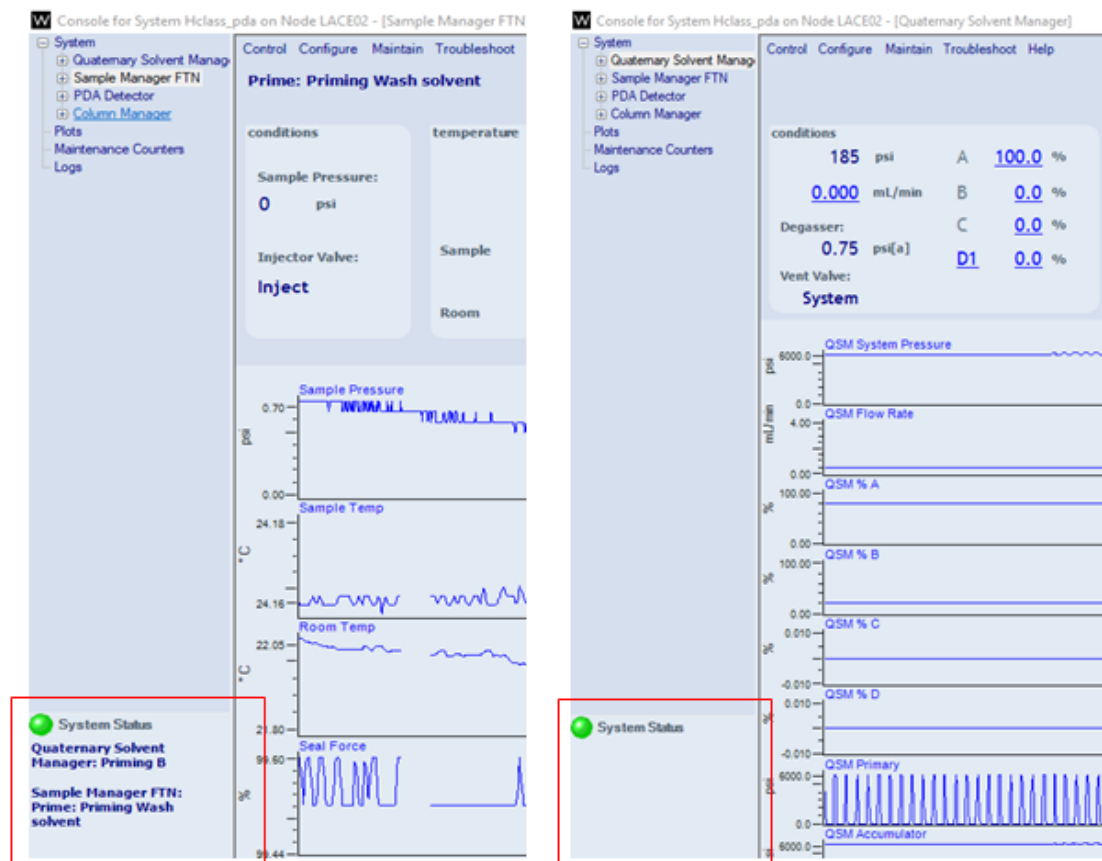 W Console for System Hclass_pda on Node LACE02 - [Sample Manager FTN
System
Quaternary Solvent Manag
Sample Manager FTN
PDA Detector
Column Manager
Plots
Maintenance Counters
Logs
Control Configure Maintain Troubleshoot
Prime: Priming Wash solvent
conditions
temperature
Sample Pressure:
0 psi
Injector Valve:
Inject
Sample
Room
Sample Pressure
0.70
psi
0.00
Sample Temp
24.18
°C
24.16
Room Temp
22.05
°C
21.80
Seal Force
99.60
%
99.44
System Status
Quaternary Solvent
Manager: Priming B
Sample Manager FTN:
Prime: Priming Wash
solvent
W Console for System Hclass_pda on Node LACE02 - [Quaternary Solvent Manager]
System
Quaternary Solvent Manag
Sample Manager FTN
PDA Detector
Column Manager
Plots
Maintenance Counters
Logs
Control Configure Maintain Troubleshoot Help
conditions
185 psi A 100.0 %
0.000 mL/min B 0.0 %
Degasser: C 0.0 %
0.75 psi[a] D1 0.0 %
Vent Valve:
System
QSM System Pressure
6000.0
psi
0.0
QSM Flow Rate
4.00
mL/min
0.00
QSM % A
100.00
%
0.00
QSM % B
100.00
%
0.00
QSM % C
0.010
%
-0.010
QSM % D
0.010
%
-0.010
QSM Primary
6000.0
psi
0.0
QSM Accumulator
6000.0
psi
System Status